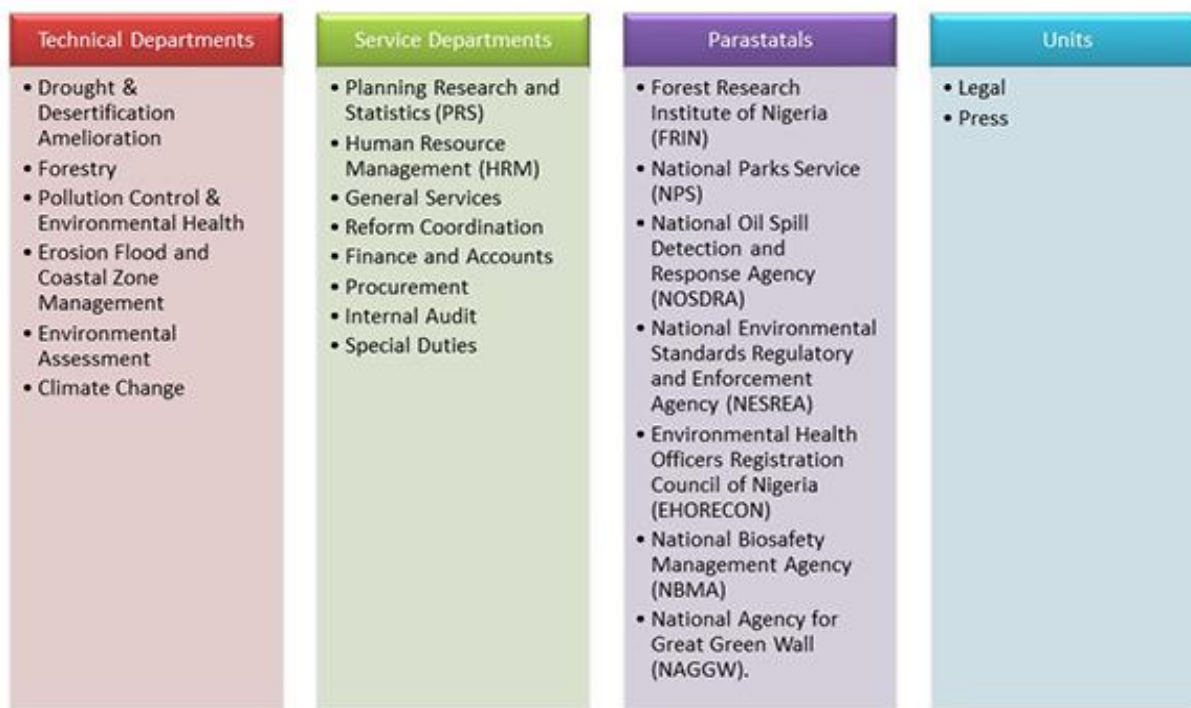 Technical Departments
• Drought &
Desertification
Amelioration
• Forestry
• Pollution Control &
Environmental Health
• Erosion Flood and
Coastal Zone
Management
• Environmental
Assessment
• Climate Change
Service Departments
• Planning Research and
Statistics (PRS)
• Human Resource
Management (HRM)
• General Services
• Reform Coordination
• Finance and Accounts
• Procurement
• Internal Audit
• Special Duties
Parastatals
• Forest Research
Institute of Nigeria
(FRIN)
• National Parks Service
(NPS)
• National Oil Spill
Detection and
Response Agency
(NOSDRA)
• National Environmental
Standards Regulatory
and Enforcement
Agency (NESREA)
• Environmental Health
Officers Registration
Council of Nigeria
(EHORECON)
• National Biosafety
Management Agency
(NBMA)
• National Agency for
Great Green Wall
(NAGGW).
Units
• Legal
• Press